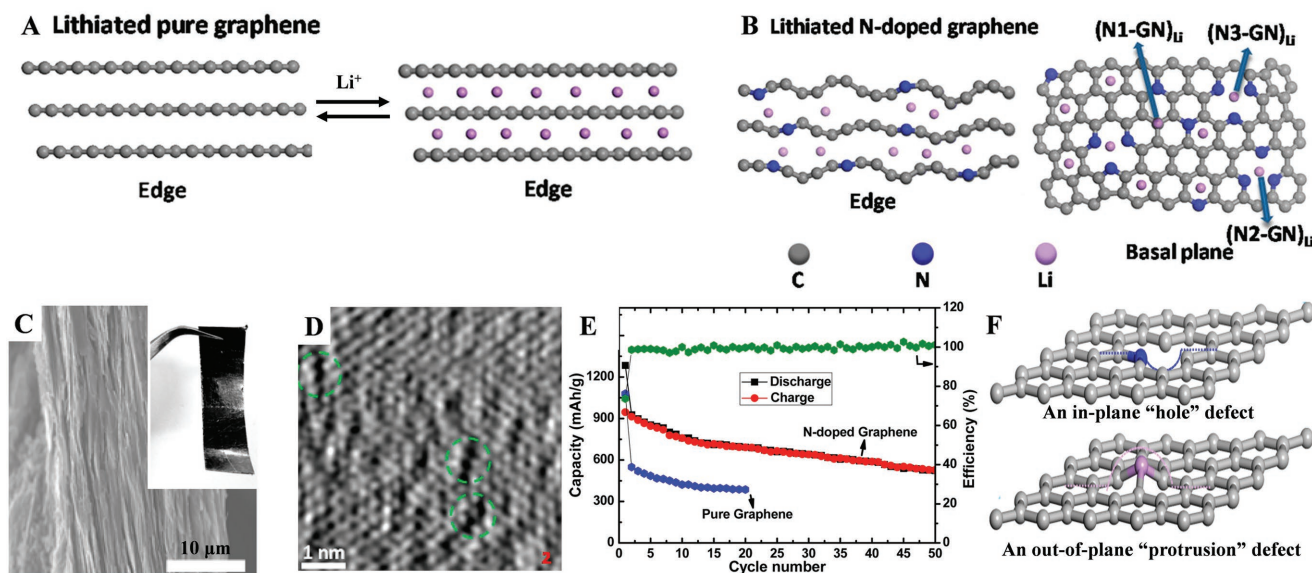 A Lithiated pure graphene
Li⁺
Edge
B Lithiated N-doped graphene
(N1-GN)Li
(N3-GN)Li
Edge
(N2-GN)Li
Basal plane
C
N
Li
C
10 μm
D
1 nm
2
E
Capacity (mAh/g)
1200
900
600
300
0
Discharge
Charge
N-doped Graphene
Pure Graphene
0 5 10 15 20 25 30 35 40 45 50
Cycle number
120
100
80
60
40
20
0
Efficiency (%)
F
An in-plane “hole” defect
An out-of-plane “protrusion” defect